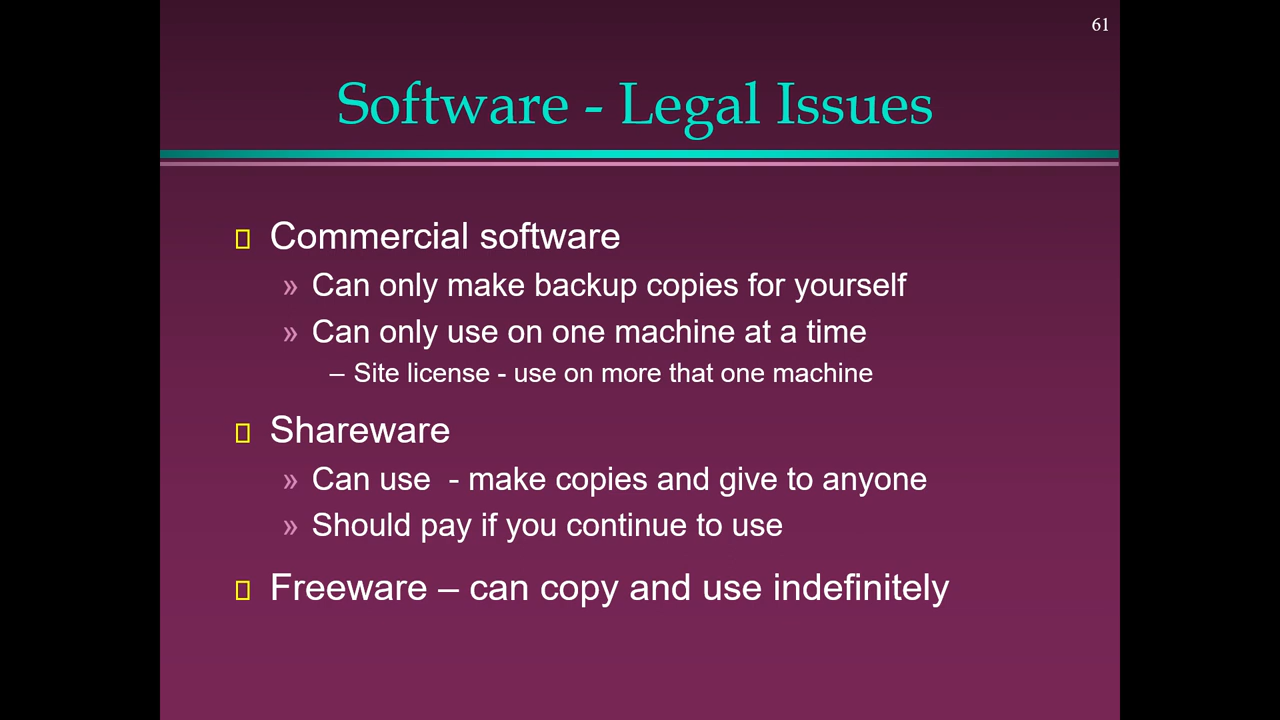 61
Software - Legal Issues
Commercial software
» Can only make backup copies for yourself
» Can only use on one machine at a time
– Site license - use on more that one machine
Shareware
» Can use  - make copies and give to anyone
» Should pay if you continue to use
Freeware – can copy and use indefinitely